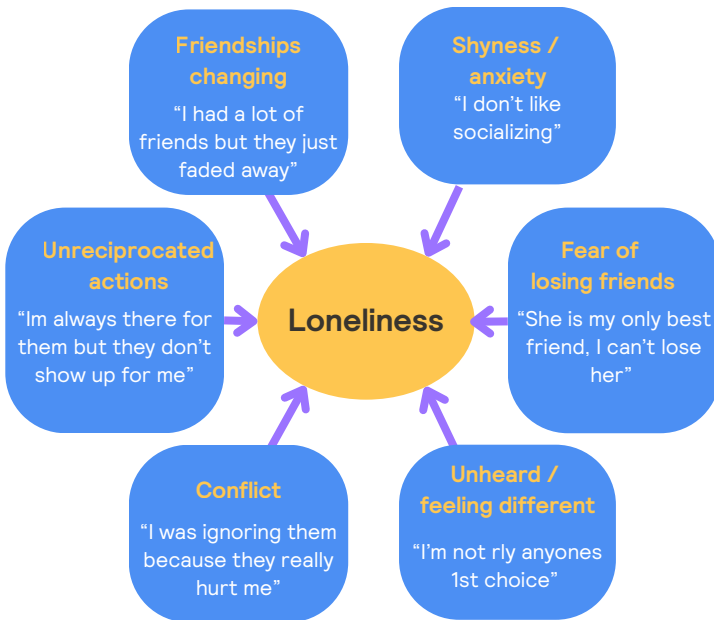 Friendships
changing
“I had a lot of
friends but they just
faded away”
Shyness /
anxiety
“I don’t like
socializing”
Unreciprocated
actions
“Im always there for
them but they don’t
show up for me”
Loneliness
Fear of
losing friends
“She is my only best
friend, I can’t lose
her”
Conflict
“I was ignoring them
because they really
hurt me”
Unheard /
feeling different
“I’m not rly anyones
1st choice”